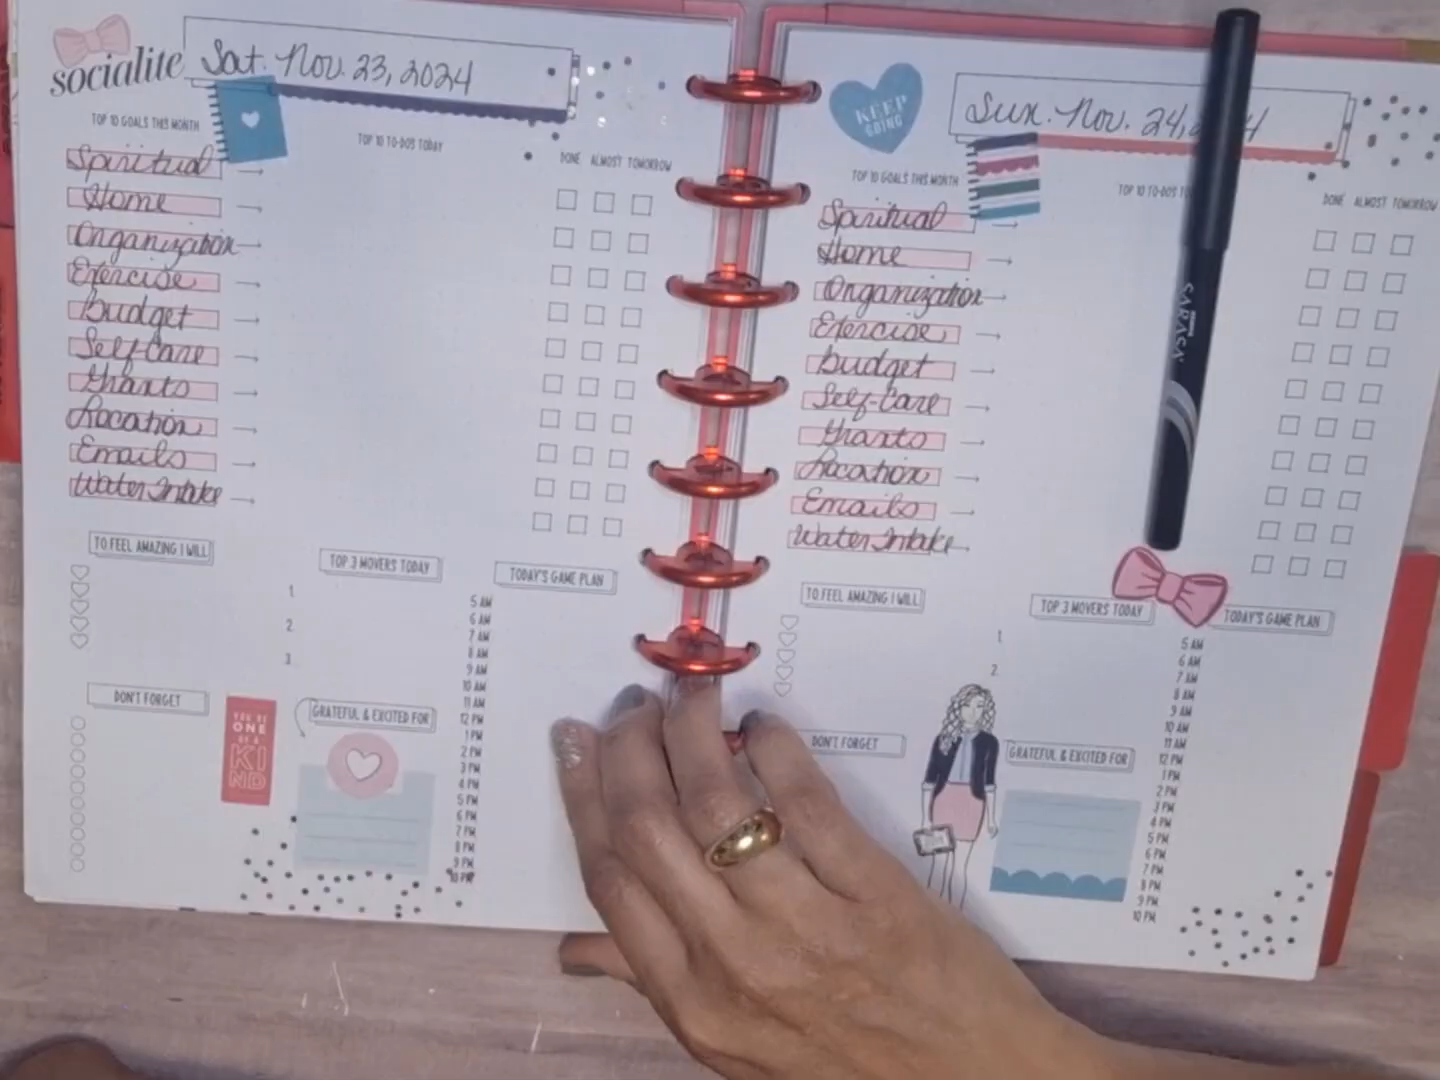 socialite
Sat. Nov. 23, 2024
TOP 10 GOALS THIS MONTH
TOP 10 TO-DOS TODAY
DONE ALMOST TOMORROW
Spiritual
Home
Organization
Exercise
Budget
Self-Care
Grants
Location
Emails
Water Intake
TO FEEL AMAZING I WILL
TOP 3 MOVERS TODAY
1.
2.
3.
TODAY'S GAME PLAN
5 AM
6 AM
7 AM
8 AM
9 AM
10 AM
11 AM
12 PM
1 PM
2 PM
3 PM
4 PM
5 PM
6 PM
7 PM
8 PM
9 PM
10 PM
DON'T FORGET
YOU'RE
ONE
OF A
KI
ND
GRATEFUL & EXCITED FOR
KEEP
GOING
Sun. Nov. 24,
TOP 10 GOALS THIS MONTH
TOP 10 TO-DOS
DONE ALMOST TOMORROW
Spiritual
Home
Organization
Exercise
Budget
Self-Care
Grants
Location
Emails
Water Intake
TO FEEL AMAZING I WILL
TOP 3 MOVERS TODAY
1.
2.
TODAY'S GAME PLAN
5 AM
6 AM
7 AM
8 AM
9 AM
10 AM
11 AM
12 PM
1 PM
2 PM
3 PM
4 PM
5 PM
6 PM
7 PM
8 PM
9 PM
10 PM
DON'T FORGET
GRATEFUL & EXCITED FOR
SARASA